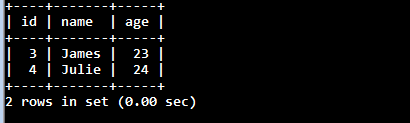 +----+-------+-----+
| id | name  | age |
+----+-------+-----+
|  3 | James |  23 |
|  4 | Julie |  24 |
+----+-------+-----+
2 rows in set (0.00 sec)